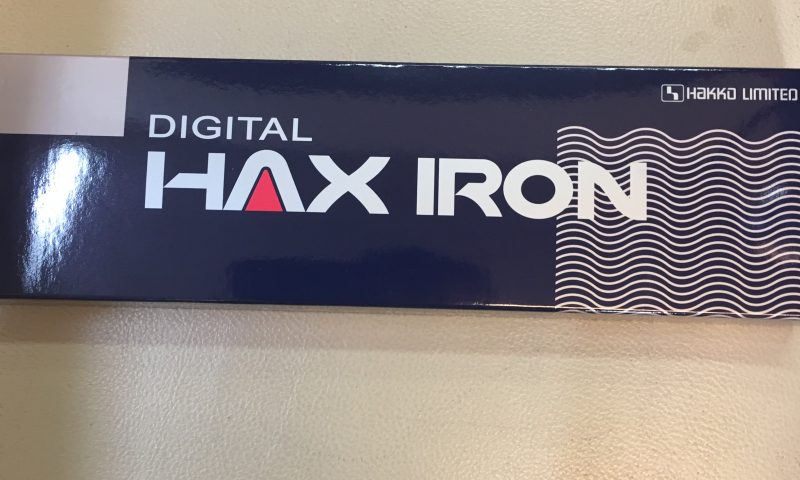 HAKKO LIMITED
DIGITAL
HAX IRON